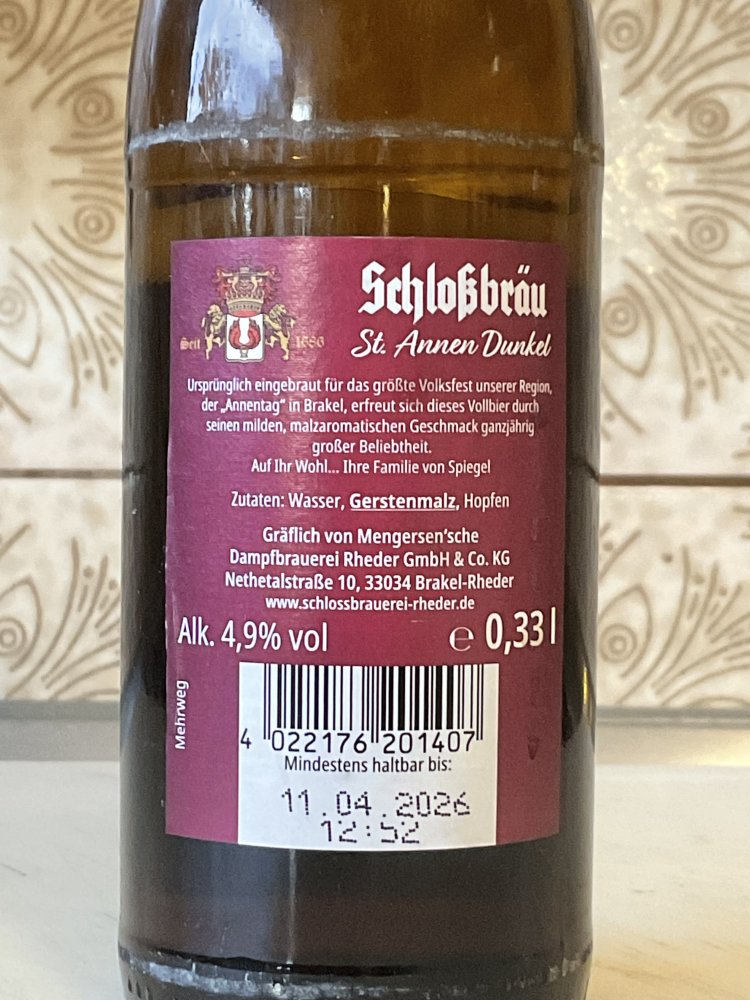 Schloßbräu
Seit 1686
St. Annen Dunkel
Ursprünglich eingebraut für das größte Volksfest unserer Region,
der „Annentag“ in Brakel, erfreut sich dieses Vollbier durch
seinen milden, malzaromatischen Geschmack ganzjährig
großer Beliebtheit.
Auf Ihr Wohl... Ihre Familie von Spiegel
Zutaten: Wasser, Gerstenmalz, Hopfen
Gräflich von Mengersen'sche
Dampfbrauerei Rheder GmbH & Co. KG
Nethetalstraße 10, 33034 Brakel-Rheder
www.schlossbrauerei-rheder.de
Alk. 4,9% vol ℮ 0,33 l
Mehrweg
4 022176 201407
Mindestens haltbar bis:
11.04.2026
12:52